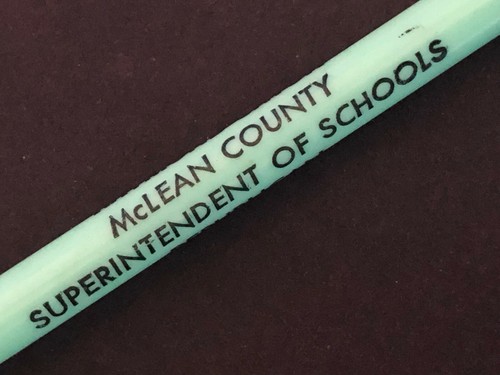 McLEAN COUNTY
SUPERINTENDENT OF SCHOOLS